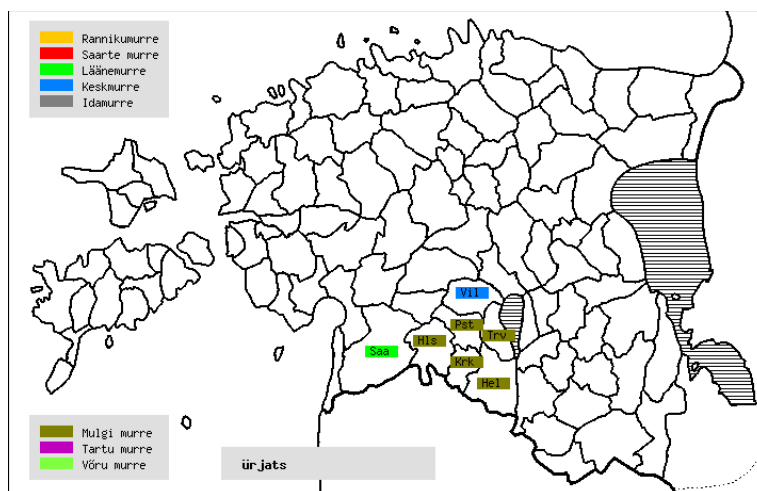 Rannikumurre
Saarte murre
Läänemurre
Keskmurre
Idamurre
Vil
Pst
Trv
Hls
Saa
Krk
Hel
Mulgi murre
Tartu murre
Võru murre
ürjats